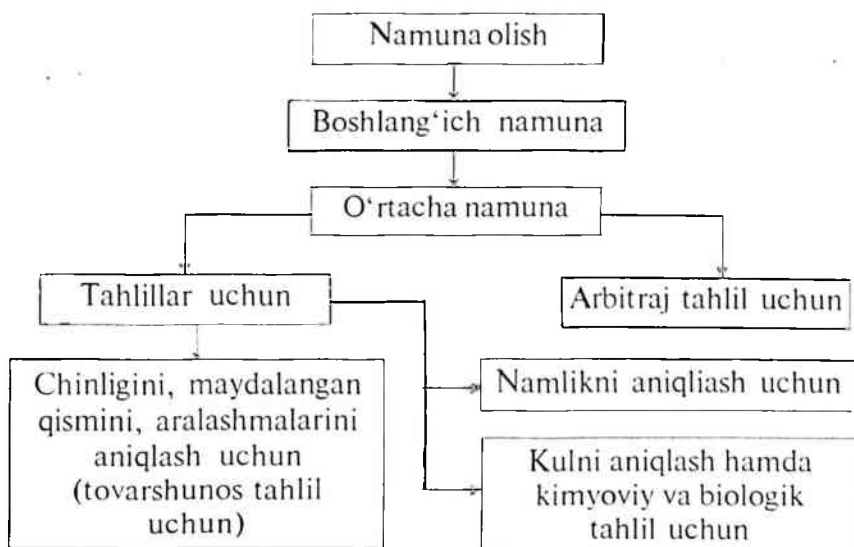 Namuna olish
Boshlang‘ich namuna
O‘rtacha namuna
Tahlillar uchun
Arbitraj tahlil uchun
Chinligini, maydalangan
qismini, aralashmalarini
aniqlash uchun
(tovarshunos tahlil
uchun)
Namlikni aniqliash uchun
Kulni aniqlash hamda
kimyoviy va biologik
tahlil uchun